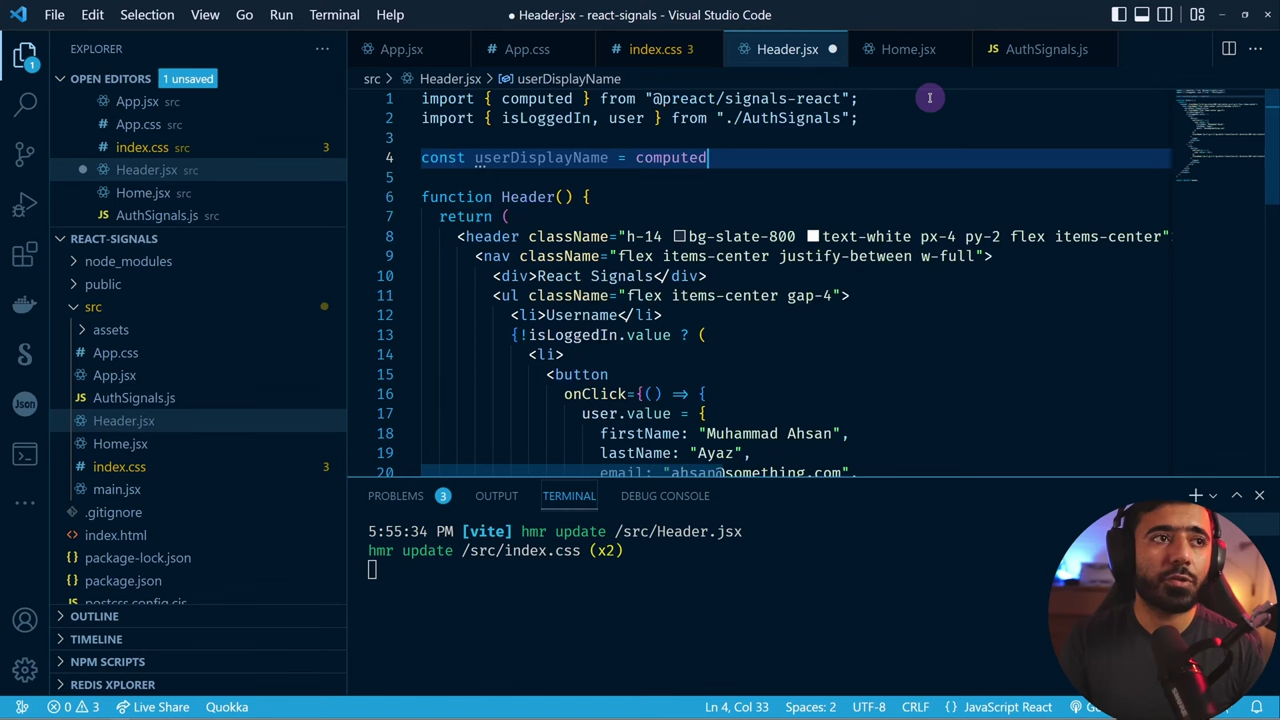 File Edit Selection View Go Run Terminal Help
● Header.jsx - react-signals - Visual Studio Code
EXPLORER
OPEN EDITORS 1 unsaved
App.jsx src
App.css src
index.css src 3
Header.jsx src
Home.jsx src
AuthSignals.js src
REACT-SIGNALS
node_modules
public
src
assets
App.css
App.jsx
AuthSignals.js
Header.jsx
Home.jsx
index.css 3
main.jsx
.gitignore
index.html
package-lock.json
package.json
postcss.config.cjs
OUTLINE
TIMELINE
NPM SCRIPTS
REDIS XPLORER
1
Json
App.jsx App.css index.css 3 Header.jsx ● Home.jsx AuthSignals.js
src > Header.jsx > userDisplayName
1 import { computed } from "@preact/signals-react";
2 import { isLoggedIn, user } from "./AuthSignals";
3
4 const userDisplayName = computed
5
6 function Header() {
7 return (
8 <header className="h-14 bg-slate-800 text-white px-4 py-2 flex items-center"
9 <nav className="flex items-center justify-between w-full">
10 <div>React Signals</div>
11 <ul className="flex items-center gap-4">
12 <li>Username</li>
13 {!isLoggedIn.value ? (
14 <li>
15 <button
16 onClick={() => {
17 user.value = {
18 firstName: "Muhammad Ahsan",
19 lastName: "Ayaz",
20 email: "ahsan@something.com",
PROBLEMS 3 OUTPUT TERMINAL DEBUG CONSOLE
5:55:34 PM [vite] hmr update /src/Header.jsx
hmr update /src/index.css (x2)
0 3 Live Share Quokka Ln 4, Col 33 Spaces: 2 UTF-8 CRLF {} JavaScript React